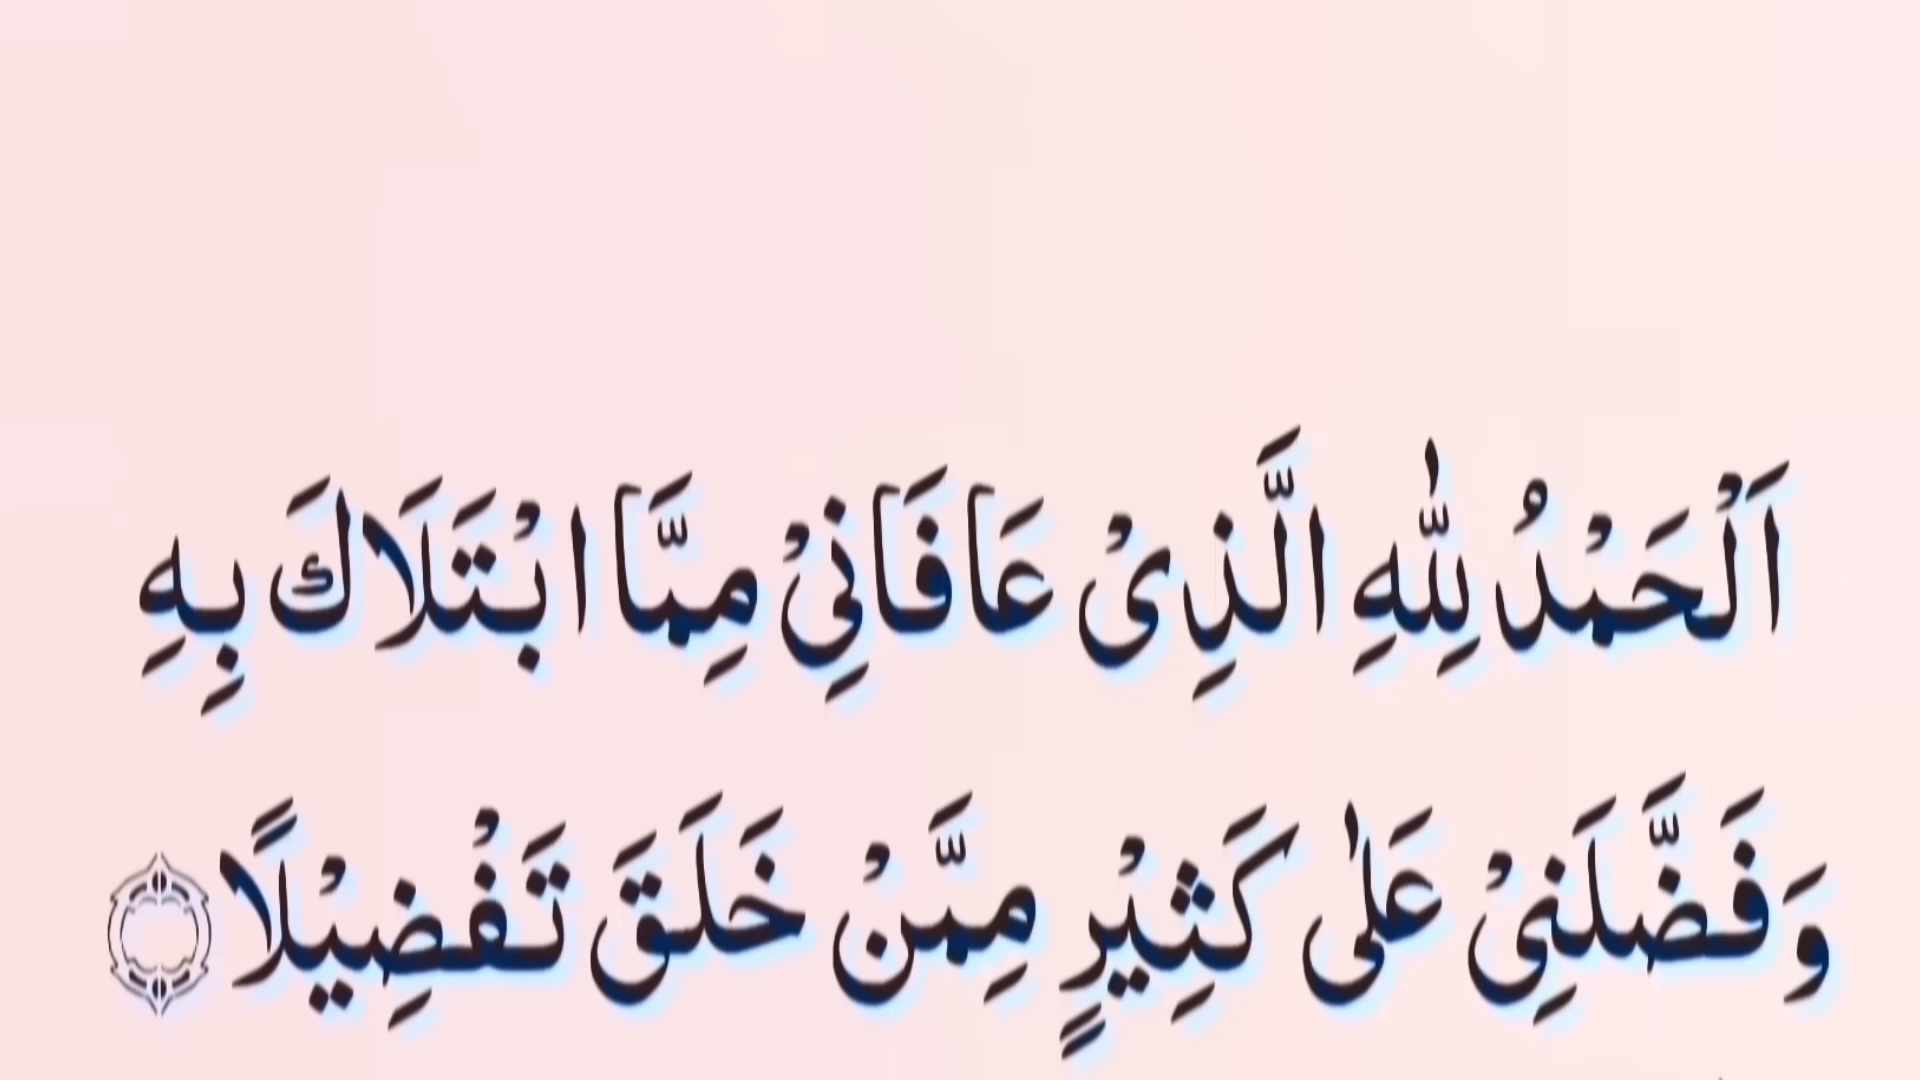 اَلْحَمْدُ لِلّٰهِ الَّذِیْ عَافَانِیْ مِمَّا ابْتَلَاكَ بِهٖ
وَفَضَّلَنِیْ عَلٰی كَثِیْرٍ مِمَّنْ خَلَقَ تَفْضِیْلًا